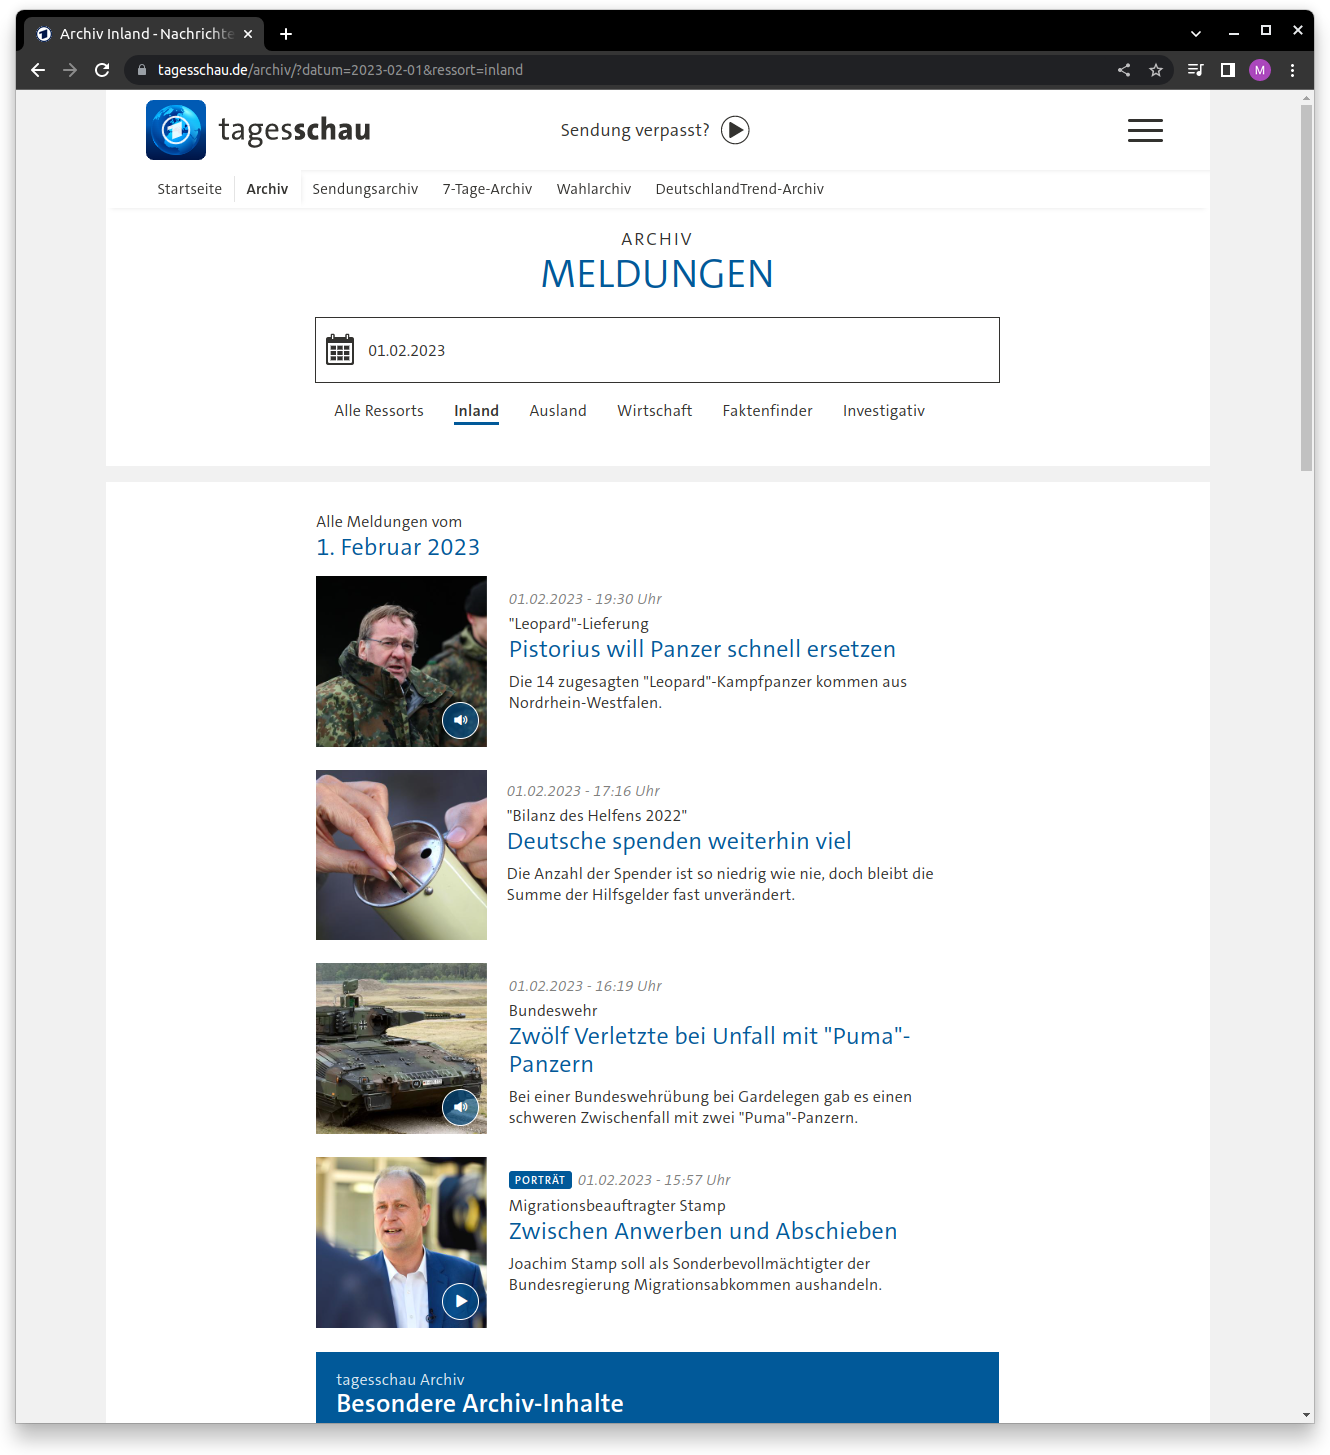 Archiv Inland - Nachrichte
tagesschau.de/archiv/?datum=2023-02-01&ressort=inland
M
tagesschau
Sendung verpasst?
Startseite
Archiv
Sendungsarchiv
7-Tage-Archiv
Wahlarchiv
DeutschlandTrend-Archiv
ARCHIV
MELDUNGEN
01.02.2023
Alle Ressorts
Inland
Ausland
Wirtschaft
Faktenfinder
Investigativ
Alle Meldungen vom
1. Februar 2023
01.02.2023 - 19:30 Uhr
"Leopard"-Lieferung
Pistorius will Panzer schnell ersetzen
Die 14 zugesagten "Leopard"-Kampfpanzer kommen aus
Nordrhein-Westfalen.
01.02.2023 - 17:16 Uhr
"Bilanz des Helfens 2022"
Deutsche spenden weiterhin viel
Die Anzahl der Spender ist so niedrig wie nie, doch bleibt die
Summe der Hilfsgelder fast unverändert.
01.02.2023 - 16:19 Uhr
Bundeswehr
Zwölf Verletzte bei Unfall mit "Puma"-
Panzern
Bei einer Bundeswehrübung bei Gardelegen gab es einen
schweren Zwischenfall mit zwei "Puma"-Panzern.
PORTRÄT 01.02.2023 - 15:57 Uhr
Migrationsbeauftragter Stamp
Zwischen Anwerben und Abschieben
Joachim Stamp soll als Sonderbevollmächtigter der
Bundesregierung Migrationsabkommen aushandeln.
tagesschau Archiv
Besondere Archiv-Inhalte